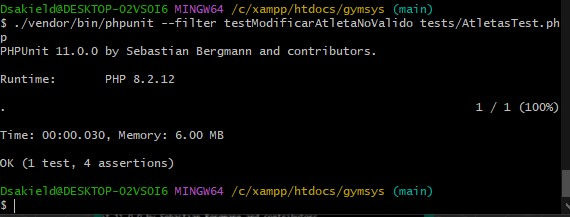 Dsakield@DESKTOP-O2VSOI6 MINGW64 /c/xampp/htdocs/gymsys (main)
$ ./vendor/bin/phpunit --filter testModificarAtletaNoValido tests/AtletasTest.ph
p
PHPUnit 11.0.0 by Sebastian Bergmann and contributors.
Runtime:       PHP 8.2.12
.                                                                   1 / 1 (100%)
Time: 00:00.030, Memory: 6.00 MB
OK (1 test, 4 assertions)
Dsakield@DESKTOP-O2VSOI6 MINGW64 /c/xampp/htdocs/gymsys (main)
$